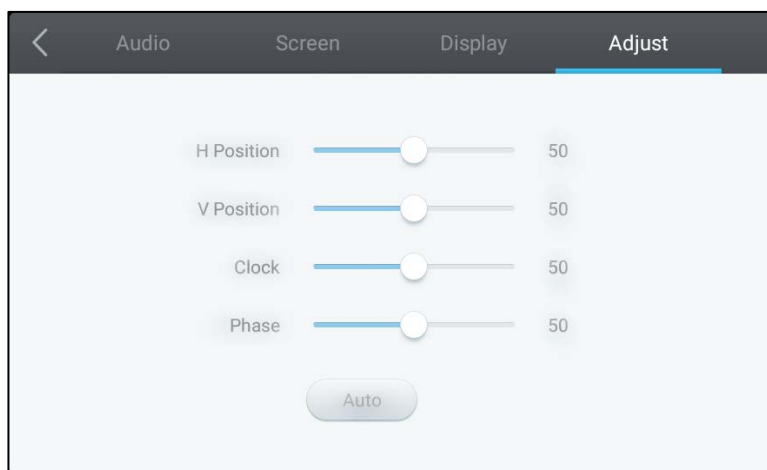 Audio Screen Display Adjust
H Position 50
V Position 50
Clock 50
Phase 50
Auto